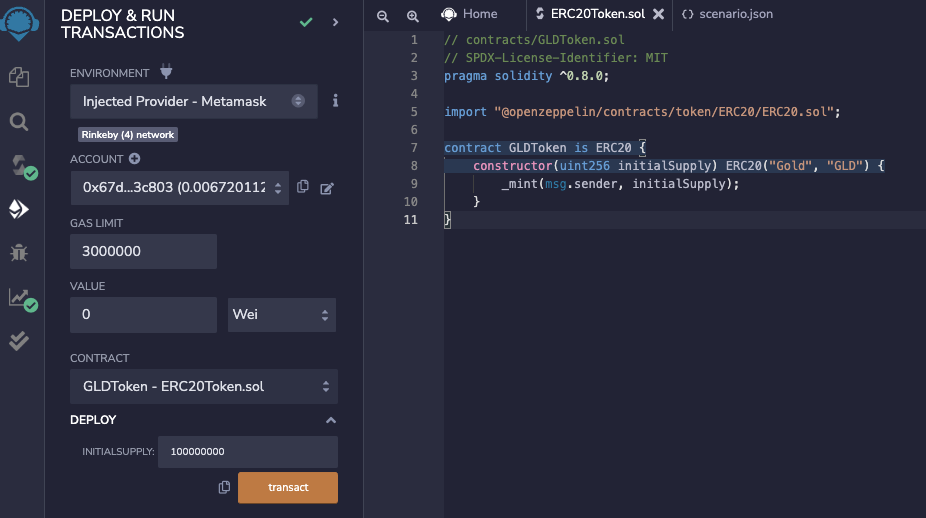 DEPLOY & RUN
TRANSACTIONS
ENVIRONMENT
Injected Provider - Metamask
Rinkeby (4) network
ACCOUNT
0x67d...3c803 (0.006720112
GAS LIMIT
3000000
VALUE
0
Wei
CONTRACT
GLDToken - ERC20Token.sol
DEPLOY
INITIALSUPPLY:
100000000
transact
Home
ERC20Token.sol
{} scenario.json
1 // contracts/GLDToken.sol
2 // SPDX-License-Identifier: MIT
3 pragma solidity ^0.8.0;
4
5 import "@openzeppelin/contracts/token/ERC20/ERC20.sol";
6
7 contract GLDToken is ERC20 {
8 constructor(uint256 initialSupply) ERC20("Gold", "GLD") {
9 _mint(msg.sender, initialSupply);
10 }
11 }